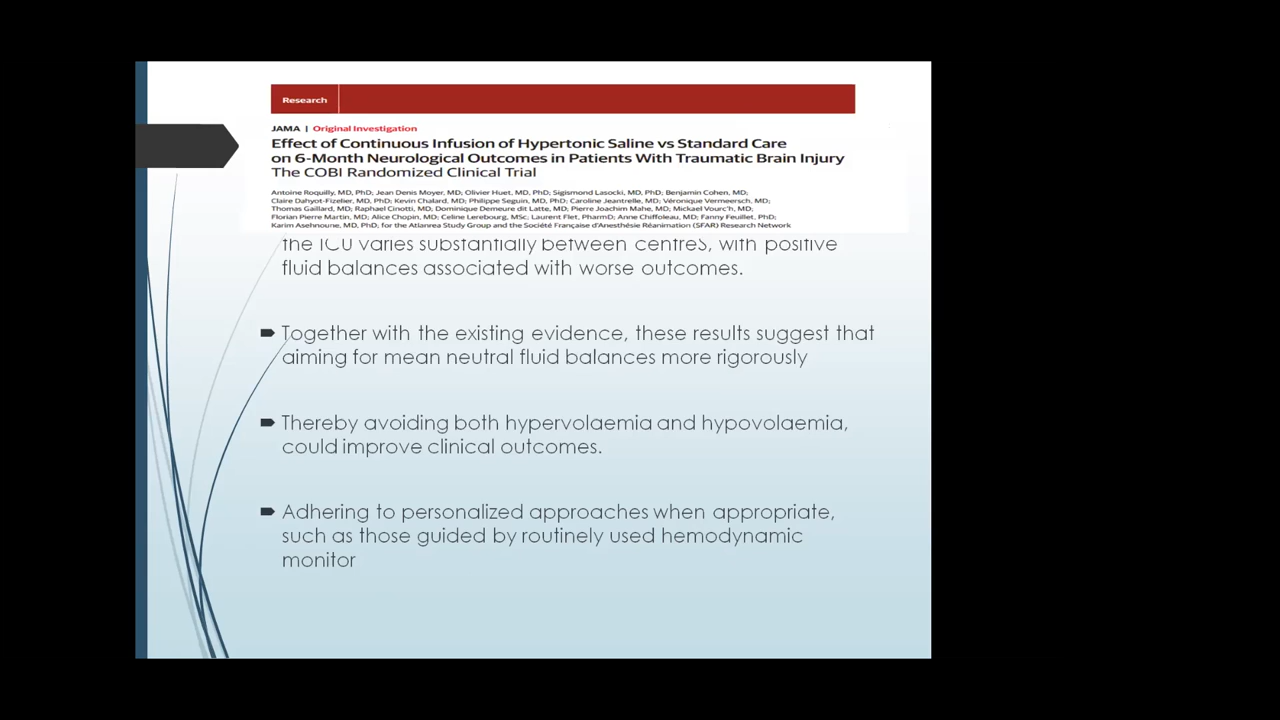 Research
JAMA | Original Investigation
Effect of Continuous Infusion of Hypertonic Saline vs Standard Care
on 6-Month Neurological Outcomes in Patients With Traumatic Brain Injury
The COBI Randomized Clinical Trial
Antoine Roquilly, MD, PhD; Jean Denis Moyer, MD; Olivier Huet, MD, PhD; Sigismond Lasocki, MD, PhD; Benjamin Cohen, MD;
Claire Dahyot-Fizelier, MD, PhD; Kevin Chalard, MD; Philippe Seguin, MD, PhD; Caroline Jeantrelle, MD; Véronique Vermeersch, MD;
Thomas Gaillard, MD; Raphael Cinotti, MD; Dominique Demeure dit Latte, MD; Pierre Joachim Mahe, MD; Mickael Vourc'h, MD;
Florian Pierre Martin, MD; Alice Chopin, MD; Celine Lerebourg, MSc; Laurent Flet, PharmD; Anne Chiffoleau, MD; Fanny Feuillet, PhD;
Karim Asehnoune, MD, PhD, for the Atlanrea Study Group and the Société Française d'Anesthésie Réanimation (SFAR) Research Network
the ICU varies substantially between centres, with positive
fluid balances associated with worse outcomes.
Together with the existing evidence, these results suggest that
aiming for mean neutral fluid balances more rigorously
Thereby avoiding both hypervolaemia and hypovolaemia,
could improve clinical outcomes.
Adhering to personalized approaches when appropriate,
such as those guided by routinely used hemodynamic
monitor